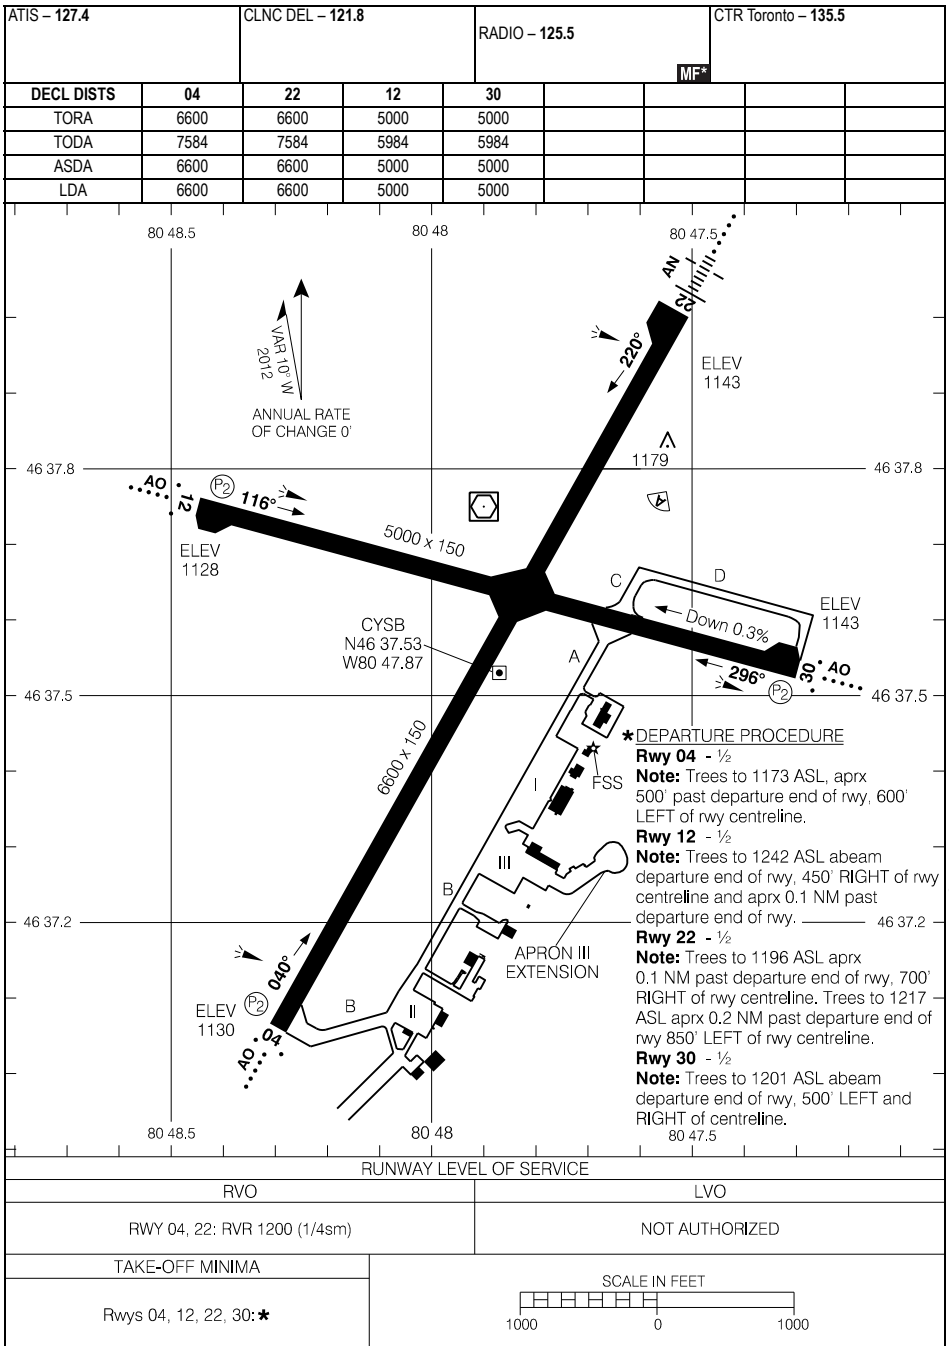 ATIS – 127.4
CLNC DEL – 121.8
RADIO – 125.5
MF*
CTR Toronto – 135.5
DECL DISTS 04 22 12 30
TORA 6600 6600 5000 5000
TODA 7584 7584 5984 5984
ASDA 6600 6600 5000 5000
LDA 6600 6600 5000 5000
80 48.5 80 48 80 47.5
AN
22
220°
VAR 10° W
2012
ANNUAL RATE
OF CHANGE 0'
ELEV
1143
1179
A
46 37.8 46 37.8
AO
12
P2
116°
ELEV
1128
5000 x 150
C
D
Down 0.3%
ELEV
1143
CYSB
N46 37.53
W80 47.87
A
296°
P2
30
AO
46 37.5 46 37.5
6600 x 150
FSS
I
III
B
APRON III
EXTENSION
46 37.2 46 37.2
040°
P2
ELEV
1130
04
AO
B
II
*DEPARTURE PROCEDURE
Rwy 04 - ½
Note: Trees to 1173 ASL, aprx
500' past departure end of rwy, 600'
LEFT of rwy centreline.
Rwy 12 - ½
Note: Trees to 1242 ASL abeam
departure end of rwy, 450' RIGHT of rwy
centreline and aprx 0.1 NM past
departure end of rwy.
Rwy 22 - ½
Note: Trees to 1196 ASL aprx
0.1 NM past departure end of rwy, 700'
RIGHT of rwy centreline. Trees to 1217
ASL aprx 0.2 NM past departure end of
rwy 850' LEFT of rwy centreline.
Rwy 30 - ½
Note: Trees to 1201 ASL abeam
departure end of rwy, 500' LEFT and
RIGHT of centreline.
80 48.5 80 48 80 47.5
RUNWAY LEVEL OF SERVICE
RVO LVO
RWY 04, 22: RVR 1200 (1/4sm) NOT AUTHORIZED
TAKE-OFF MINIMA
Rwys 04, 12, 22, 30:*
SCALE IN FEET
1000 0 1000